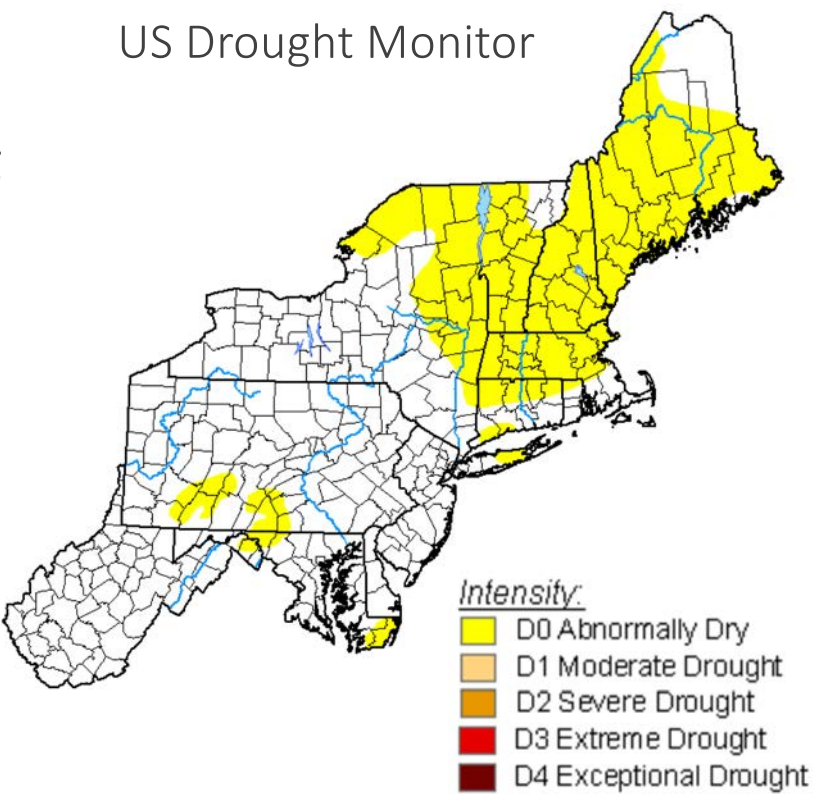 US Drought Monitor
Intensity:
D0 Abnormally Dry
D1 Moderate Drought
D2 Severe Drought
D3 Extreme Drought
D4 Exceptional Drought